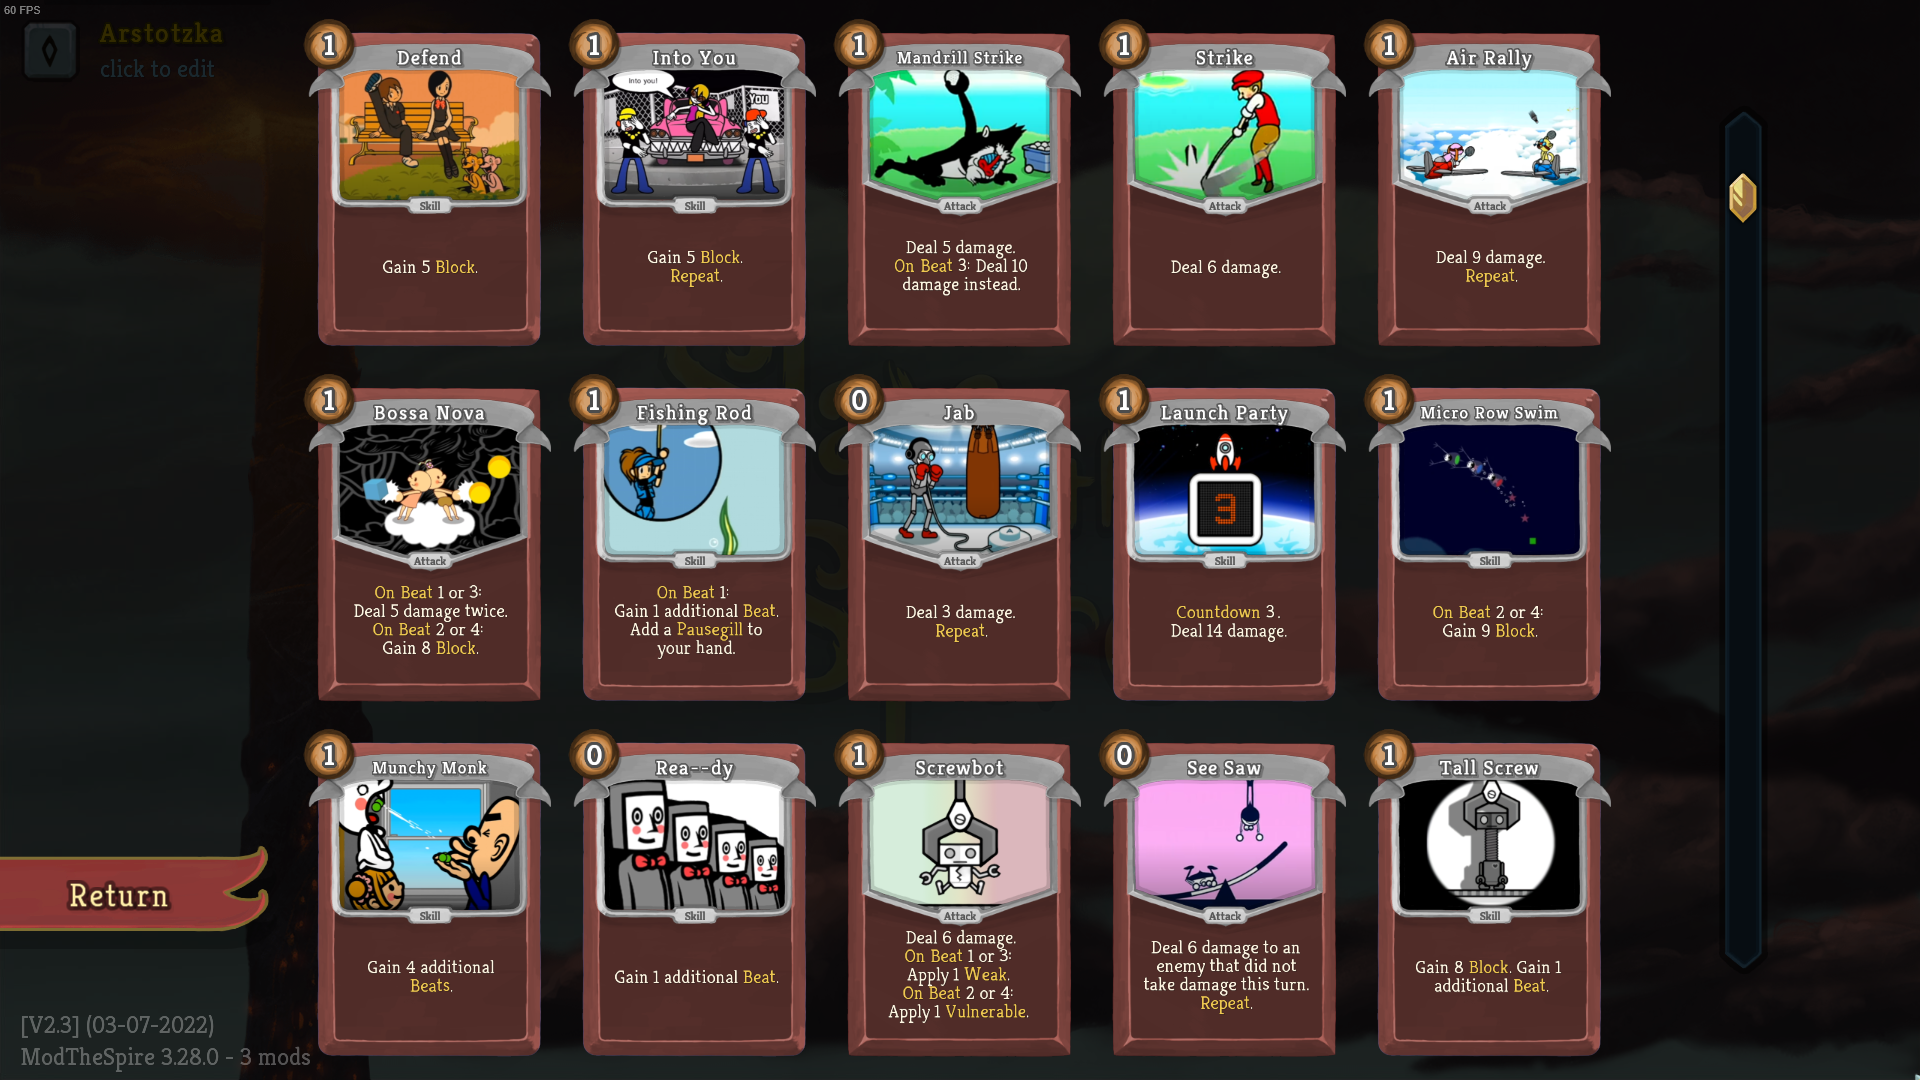 60 FPS
Arstotzka
click to edit
1
Defend
Skill
Gain 5 Block.
1
Into You
Into you!
You
Skill
Gain 5 Block.
Repeat.
1
Mandrill Strike
Attack
Deal 5 damage.
On Beat 3: Deal 10
damage instead.
1
Strike
Attack
Deal 6 damage.
1
Air Rally
Attack
Deal 9 damage.
Repeat.
1
Bossa Nova
Attack
On Beat 1 or 3:
Deal 5 damage twice.
On Beat 2 or 4:
Gain 8 Block.
1
Fishing Rod
Skill
On Beat 1:
Gain 1 additional Beat.
Add a Pausegill to
your hand.
0
Jab
Attack
Deal 3 damage.
Repeat.
1
Launch Party
3
Skill
Countdown 3.
Deal 14 damage.
1
Micro Row Swim
Skill
On Beat 2 or 4:
Gain 9 Block.
1
Munchy Monk
Skill
Gain 4 additional
Beats.
0
Rea--dy
Skill
Gain 1 additional Beat.
1
Screwbot
Attack
Deal 6 damage.
On Beat 1 or 3:
Apply 1 Weak.
On Beat 2 or 4:
Apply 1 Vulnerable.
0
See Saw
Attack
Deal 6 damage to an
enemy that did not
take damage this turn.
Repeat.
1
Tall Screw
Skill
Gain 8 Block. Gain 1
additional Beat.
Return
[V2.3] (03-07-2022)
ModTheSpire 3.28.0 - 3 mods